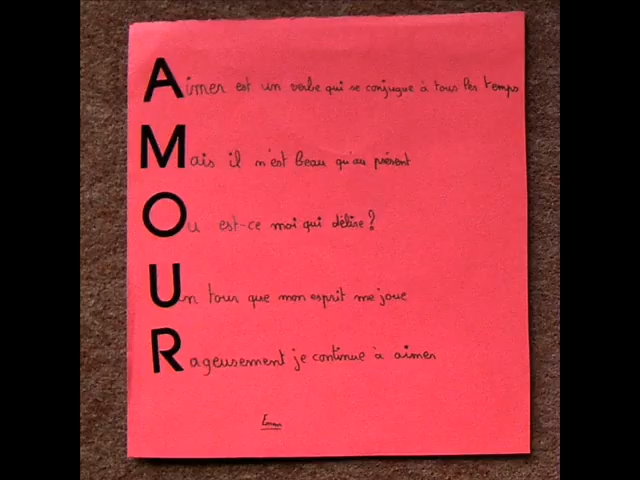 Aimer est un verbe qui se conjugue à tous les temps
Mais il n'est beau qu'au présent
Ou est-ce moi qui délire?
Un tour que mon esprit me joue
Rageusement je continue à aimer